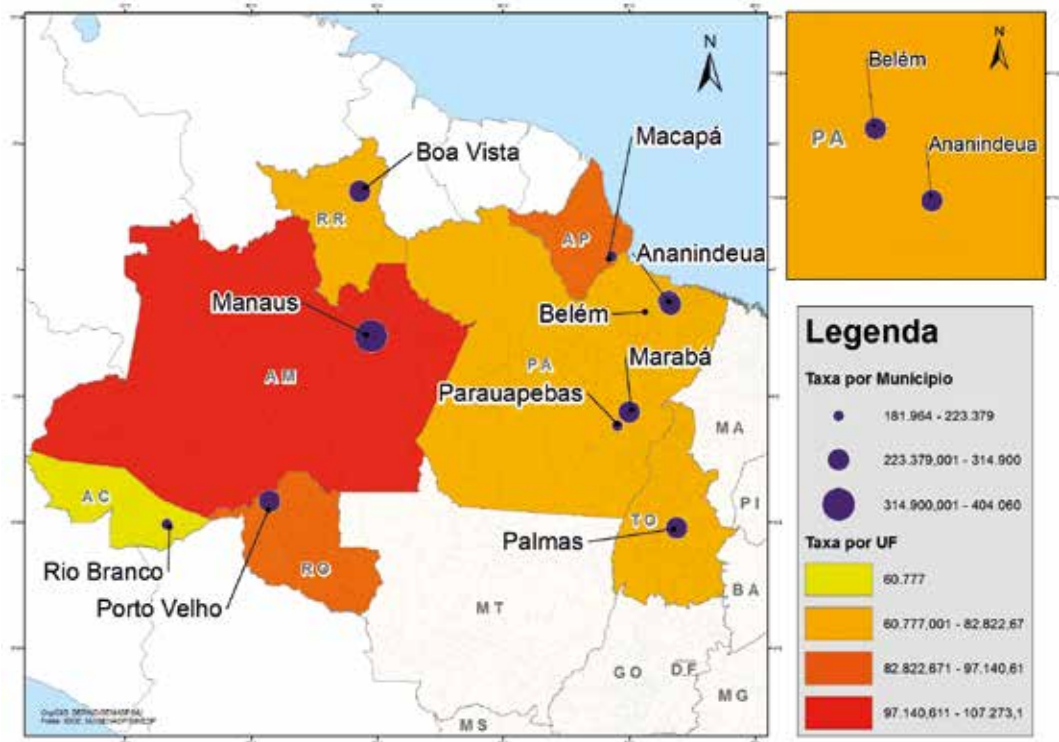 N
Boa Vista
Macapá
RR
AP
Ananindeua
Manaus
Belém
AM
PA
Marabá
Parauapebas
MA
AC
PI
TO
Palmas
Rio Branco
RO
BA
Porto Velho
MT
GO
DF
MG
MS
N
Belém
PA
Ananindeua
Legenda
Taxa por Município
181.964 - 223.379
223.379,001 - 314.900
314.900,001 - 404.060
Taxa por UF
60.777
60.777,001 - 82.822,67
82.822,671 - 97.140,61
97.140,611 - 107.273,1